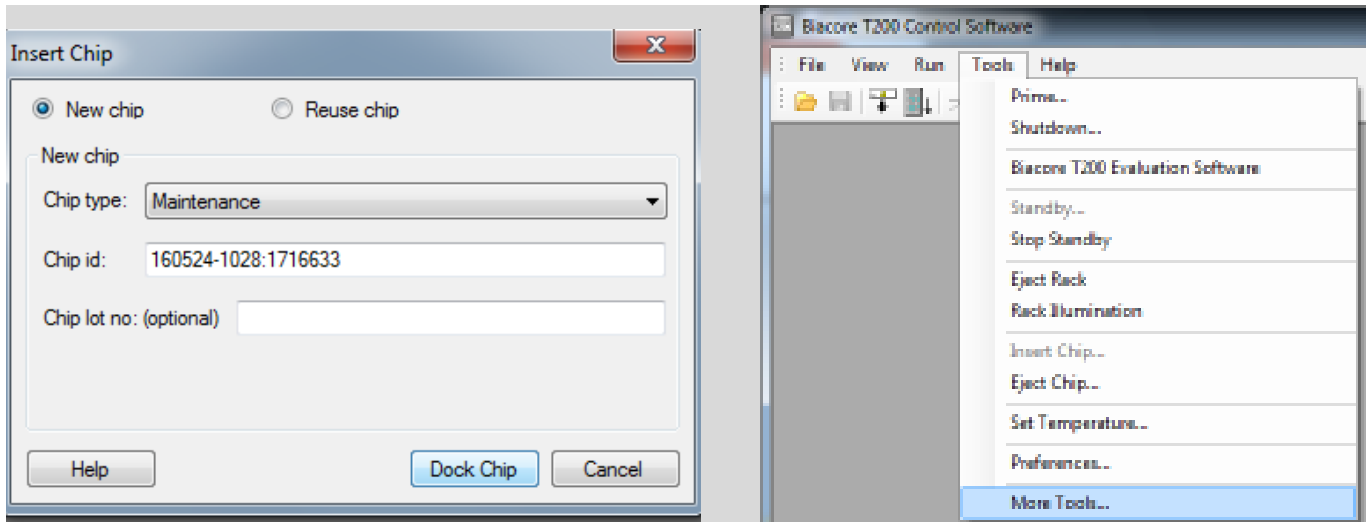 Insert Chip
New chip
Reuse chip
New chip
Chip type: Maintenance
Chip id: 160524-1028:1716633
Chip lot no: (optional)
Help
Dock Chip
Cancel
Biacore T200 Control Software
File View Run Tools Help
Prime...
Shutdown...
Biacore T200 Evaluation Software
Standby...
Stop Standby
Eject Rack
Rack Illumination
Insert Chip...
Eject Chip...
Set Temperature...
Preferences...
More Tools...